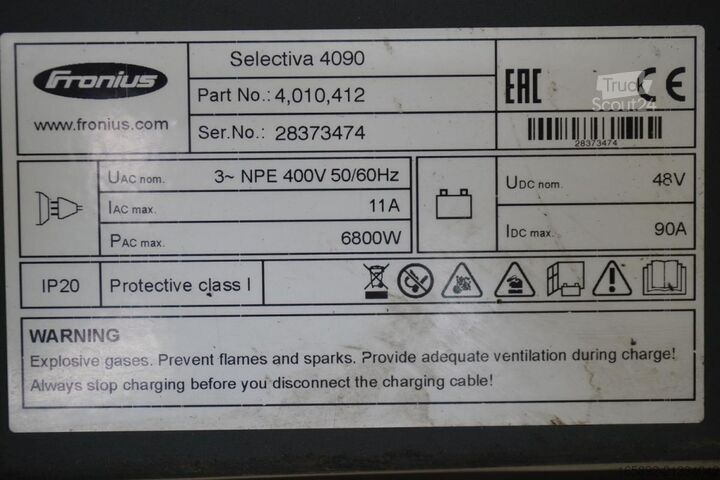 Fronius
www.fronius.com
Selectiva 4090
Part No.: 4,010,412
Ser.No.: 28373474
EAC
CE
Truck
Scout24
28373474
UAC nom. 3~ NPE 400V 50/60Hz
IAC max. 11A
PAC max. 6800W
UDC nom. 48V
IDC max. 90A
IP20 Protective class I
WARNING
Explosive gases. Prevent flames and sparks. Provide adequate ventilation during charge!
Always stop charging before you disconnect the charging cable!